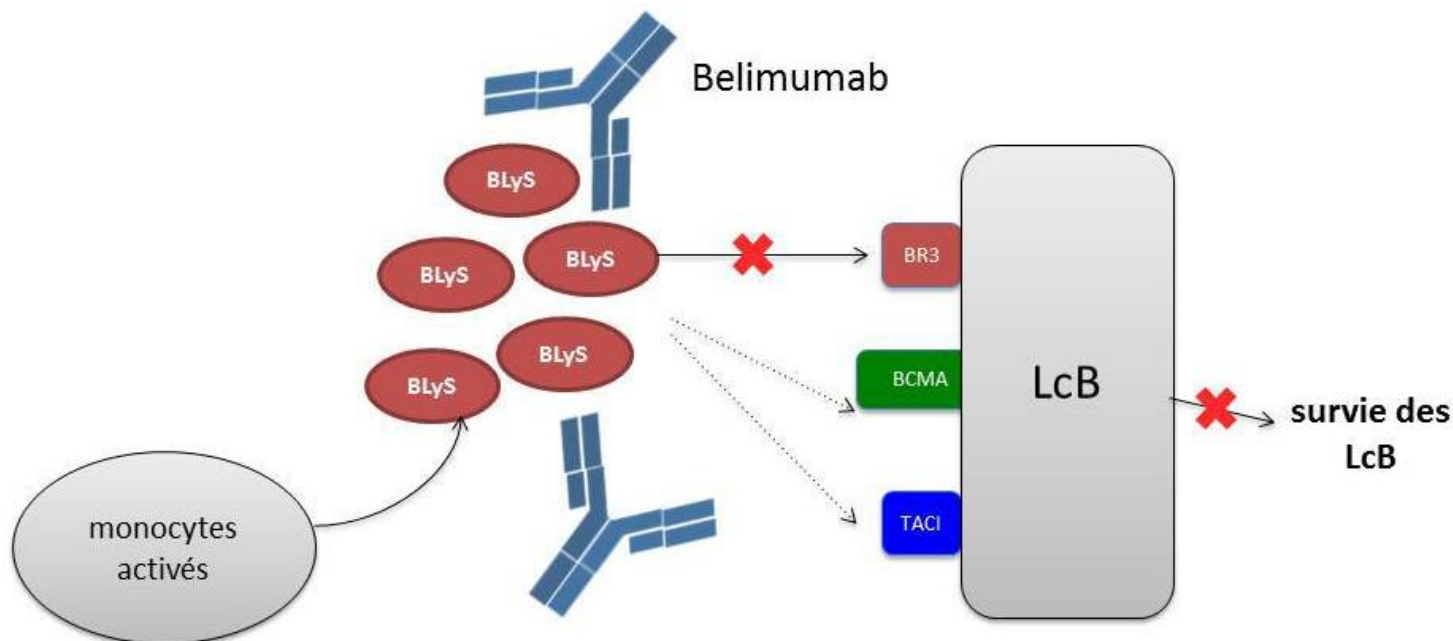 Belimumab
BLyS
BLyS
BLyS
BLyS
BLyS
BR3
BCMA
TACI
LcB
survie des
LcB
monocytes
activés